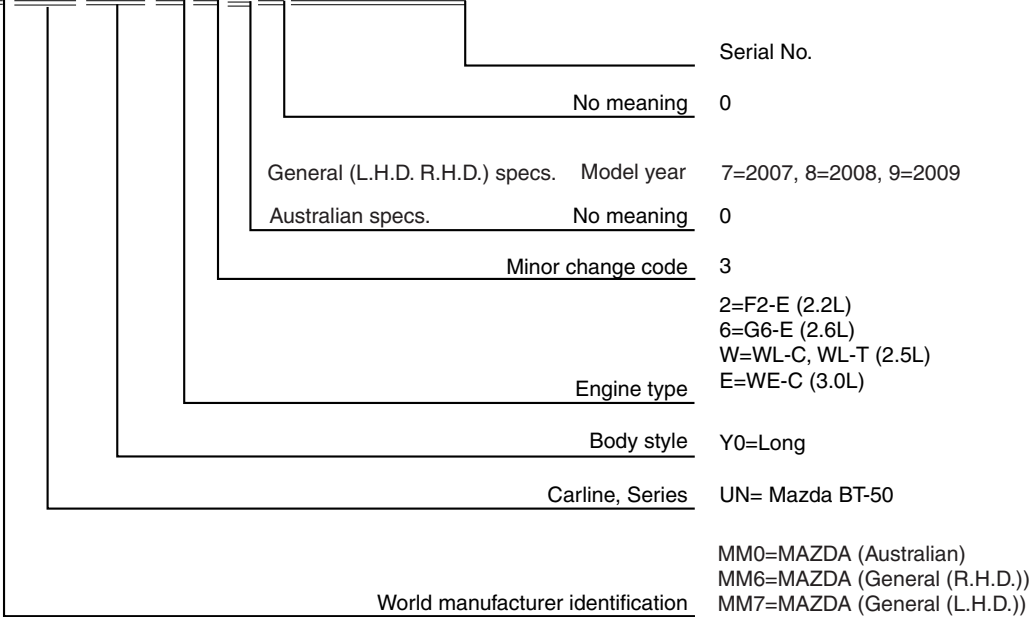 Serial No.
No meaning 0
General (L.H.D. R.H.D.) specs. Model year 7=2007, 8=2008, 9=2009
Australian specs. No meaning 0
Minor change code 3
2=F2-E (2.2L)
6=G6-E (2.6L)
W=WL-C, WL-T (2.5L)
Engine type E=WE-C (3.0L)
Body style Y0=Long
Carline, Series UN= Mazda BT-50
MM0=MAZDA (Australian)
MM6=MAZDA (General (R.H.D.))
World manufacturer identification MM7=MAZDA (General (L.H.D.))